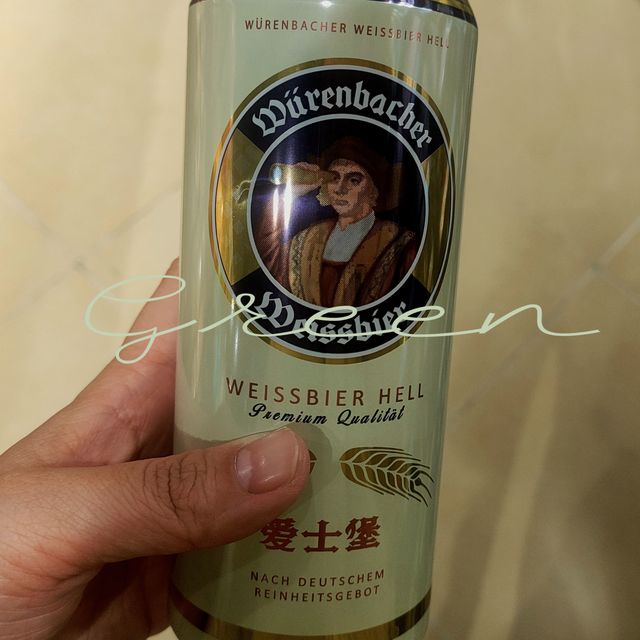 WÜRENBACHER WEISSBIER HELL
Würenbacher
Weissbier
Green
WEISSBIER HELL
Premium Qualität
爱士堡
NACH DEUTSCHEM
REINHEITSGEBOT